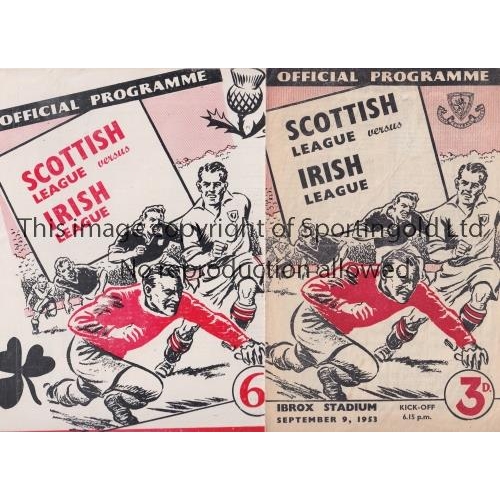 OFFICIAL PROGRAMME
SCOTTISH
LEAGUE versus
IRISH
LEAGUE
6
OFFICIAL PROGRAMME
SCOTTISH
LEAGUE versus
IRISH
LEAGUE
3D
IBROX STADIUM
SEPTEMBER 9, 1953
KICK-OFF
6.15 p.m.
This image is copyright of Sportingold Ltd
No reproduction allowed